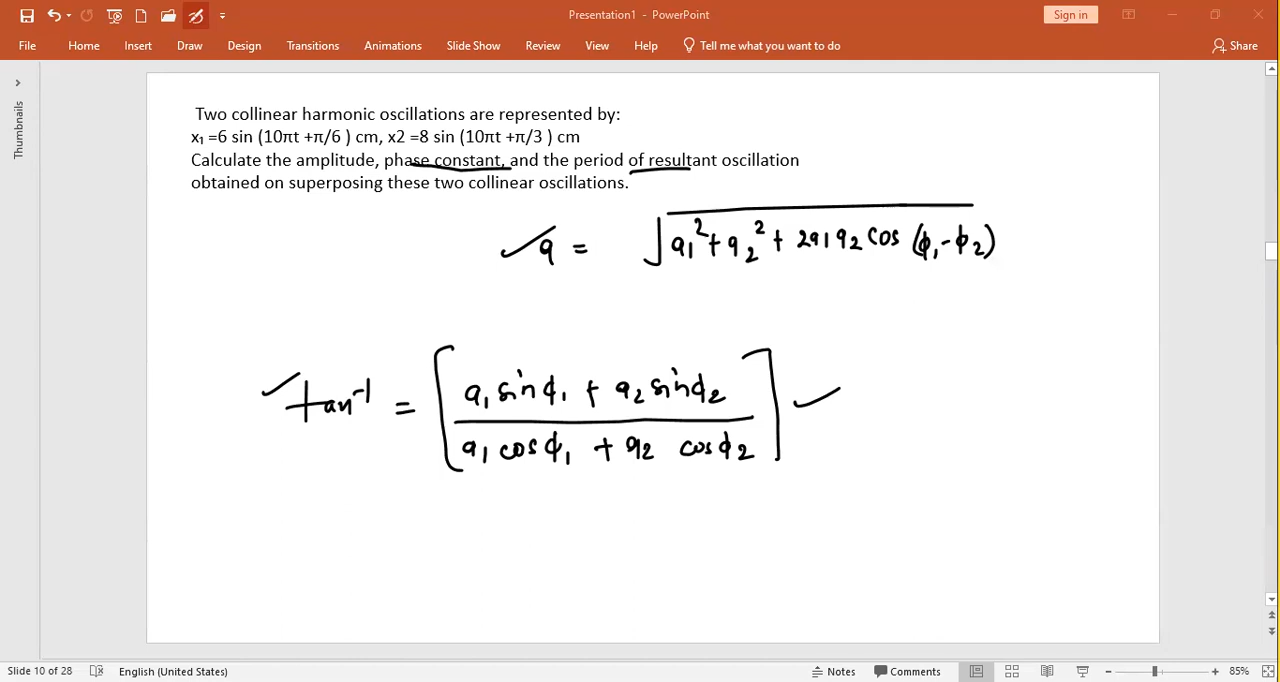 Presentation1 - PowerPoint
Sign in
File Home Insert Draw Design Transitions Animations Slide Show Review View Help Tell me what you want to do Share
Thumbnails
Two collinear harmonic oscillations are represented by:
x₁ =6 sin (10πt +π/6 ) cm, x2 =8 sin (10πt +π/3 ) cm
Calculate the amplitude, phase constant, and the period of resultant oscillation
obtained on superposing these two collinear oscillations.
a = √a₁² + a₂² + 2a1a2 cos (ϕ₁ - ϕ₂)
tan⁻¹ = [a₁ sinϕ₁ + a₂ sinϕ₂
a₁ cosϕ₁ + a₂ cosϕ₂]
Slide 10 of 28 English (United States) Notes Comments 85%